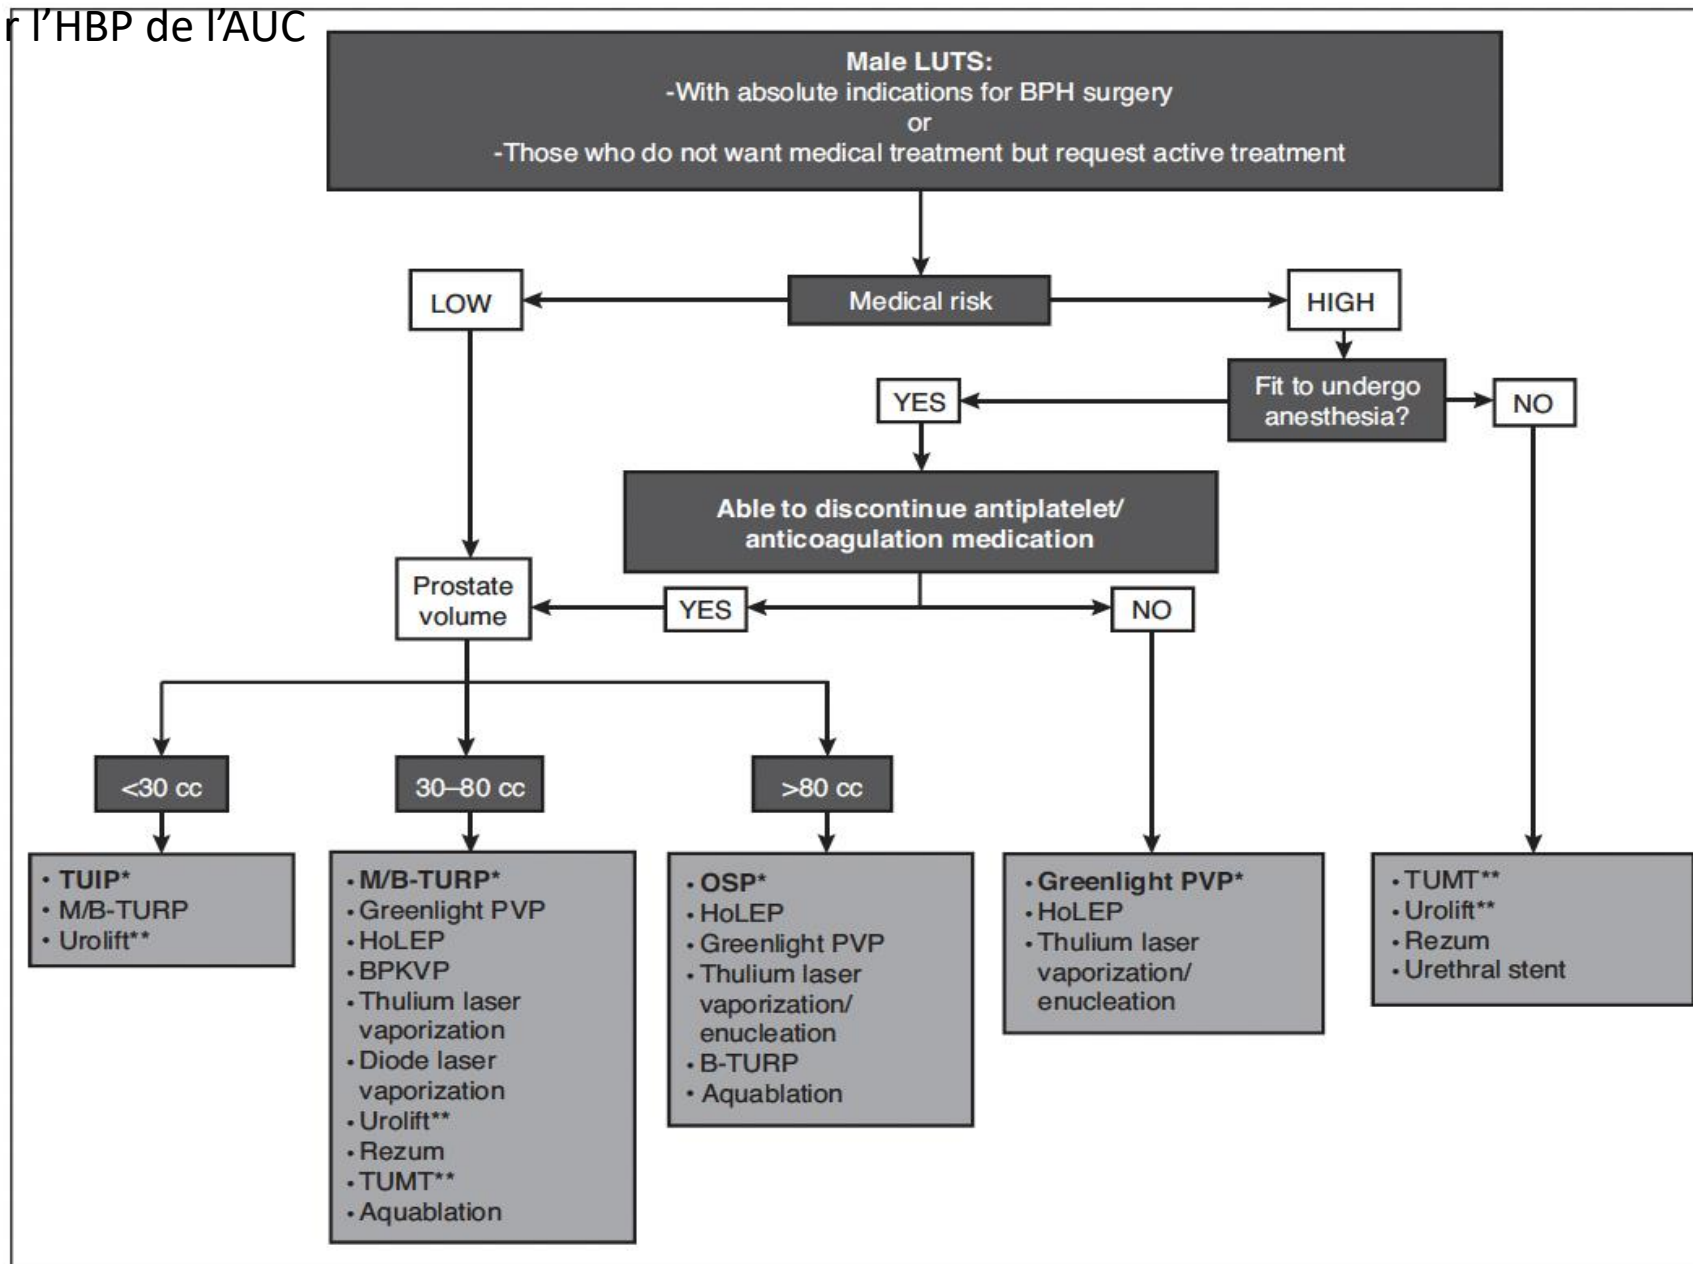 r l’HBP de l’AUC
Male LUTS:
-With absolute indications for BPH surgery
or
-Those who do not want medical treatment but request active treatment
LOW
Medical risk
HIGH
YES
Fit to undergo
anesthesia?
NO
Able to discontinue antiplatelet/
anticoagulation medication
Prostate
volume
YES
NO
<30 cc
30–80 cc
>80 cc
• TUIP*
• M/B-TURP
• Urolift**
• M/B-TURP*
• Greenlight PVP
• HoLEP
• BPKVP
• Thulium laser
vaporization
• Diode laser
vaporization
• Urolift**
• Rezum
• TUMT**
• Aquablation
• OSP*
• HoLEP
• Greenlight PVP
• Thulium laser
vaporization/
enucleation
• B-TURP
• Aquablation
• Greenlight PVP*
• HoLEP
• Thulium laser
vaporization/
enucleation
• TUMT**
• Urolift**
• Rezum
• Urethral stent